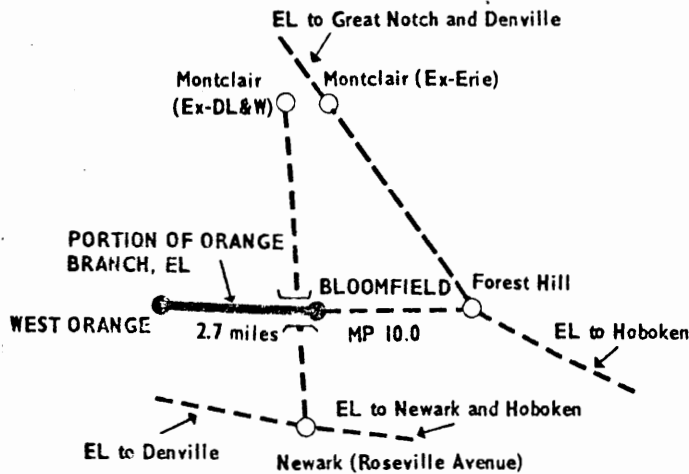 EL to Great Notch and Denville
Montclair
(Ex-DL&W)
Montclair (Ex-Erie)
PORTION OF ORANGE
BRANCH, EL
BLOOMFIELD
Forest Hill
WEST ORANGE
2.7 miles
MP 10.0
EL to Hoboken
EL to Newark and Hoboken
EL to Denville
Newark (Roseville Avenue)